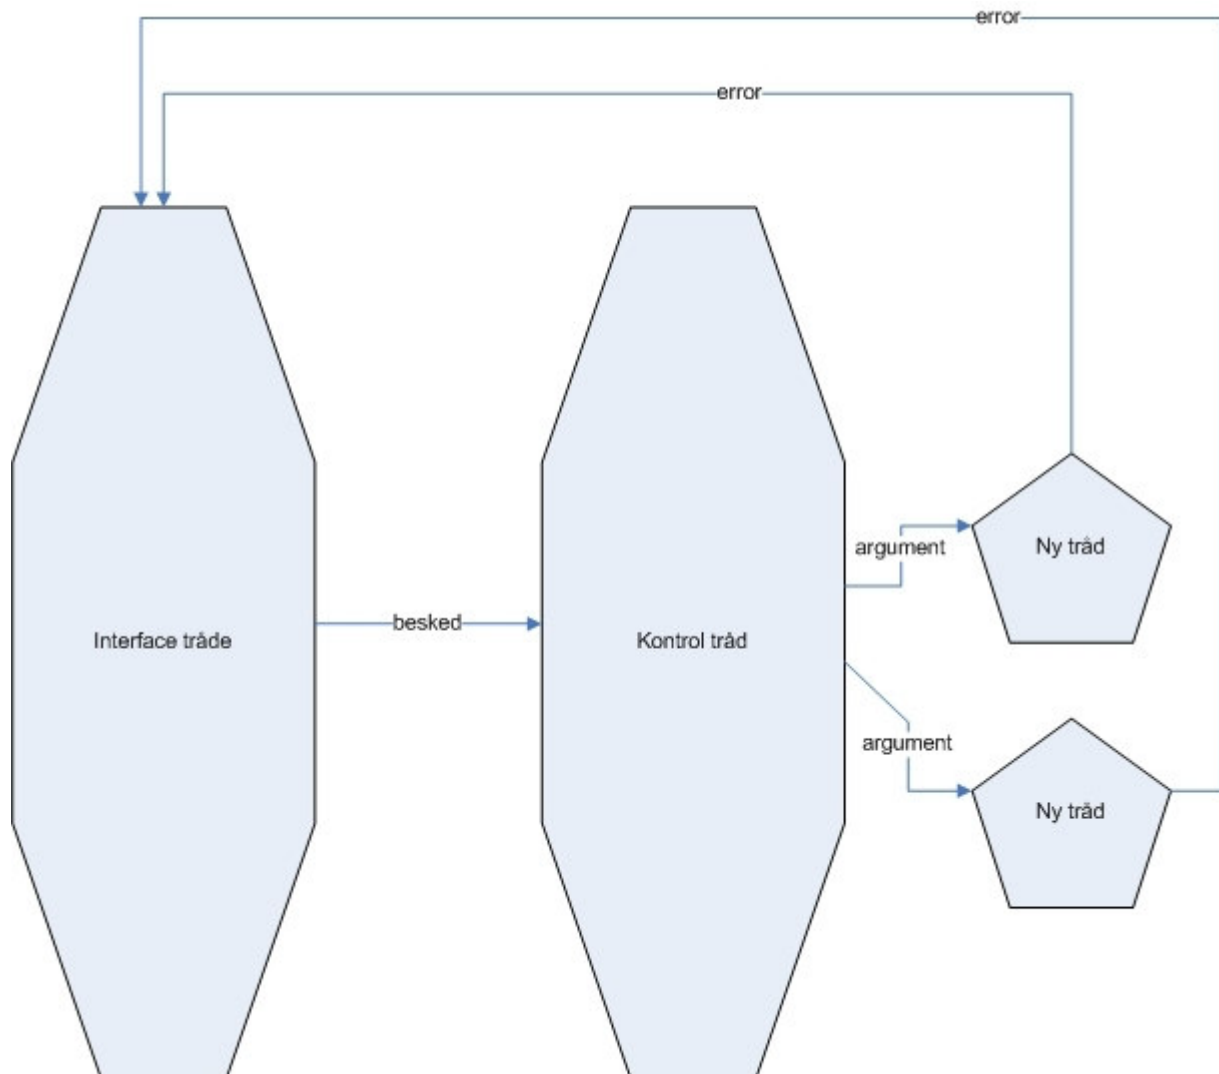 error
error
argument
Ny tråd
besked
Interface tråde
Kontrol tråd
argument
Ny tråd